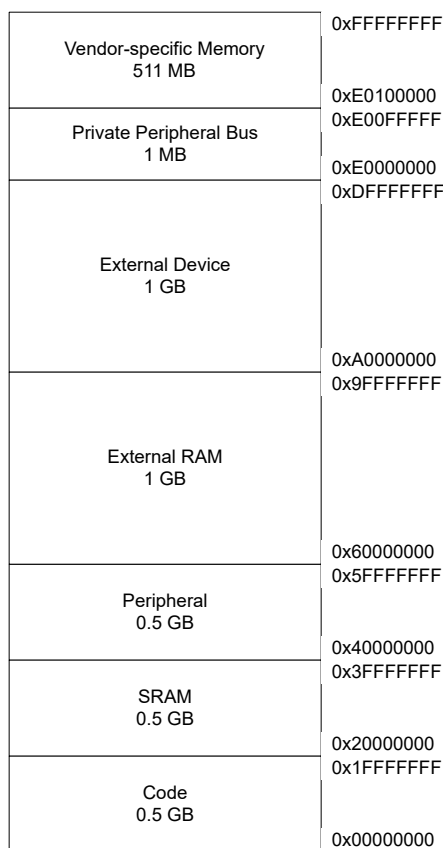 0xFFFFFFFF
Vendor-specific Memory
511 MB
0xE0100000
0xE00FFFFF
Private Peripheral Bus
1 MB
0xE0000000
0xDFFFFFFF
External Device
1 GB
0xA0000000
0x9FFFFFFF
External RAM
1 GB
0x60000000
0x5FFFFFFF
Peripheral
0.5 GB
0x40000000
0x3FFFFFFF
SRAM
0.5 GB
0x20000000
0x1FFFFFFF
Code
0.5 GB
0x00000000